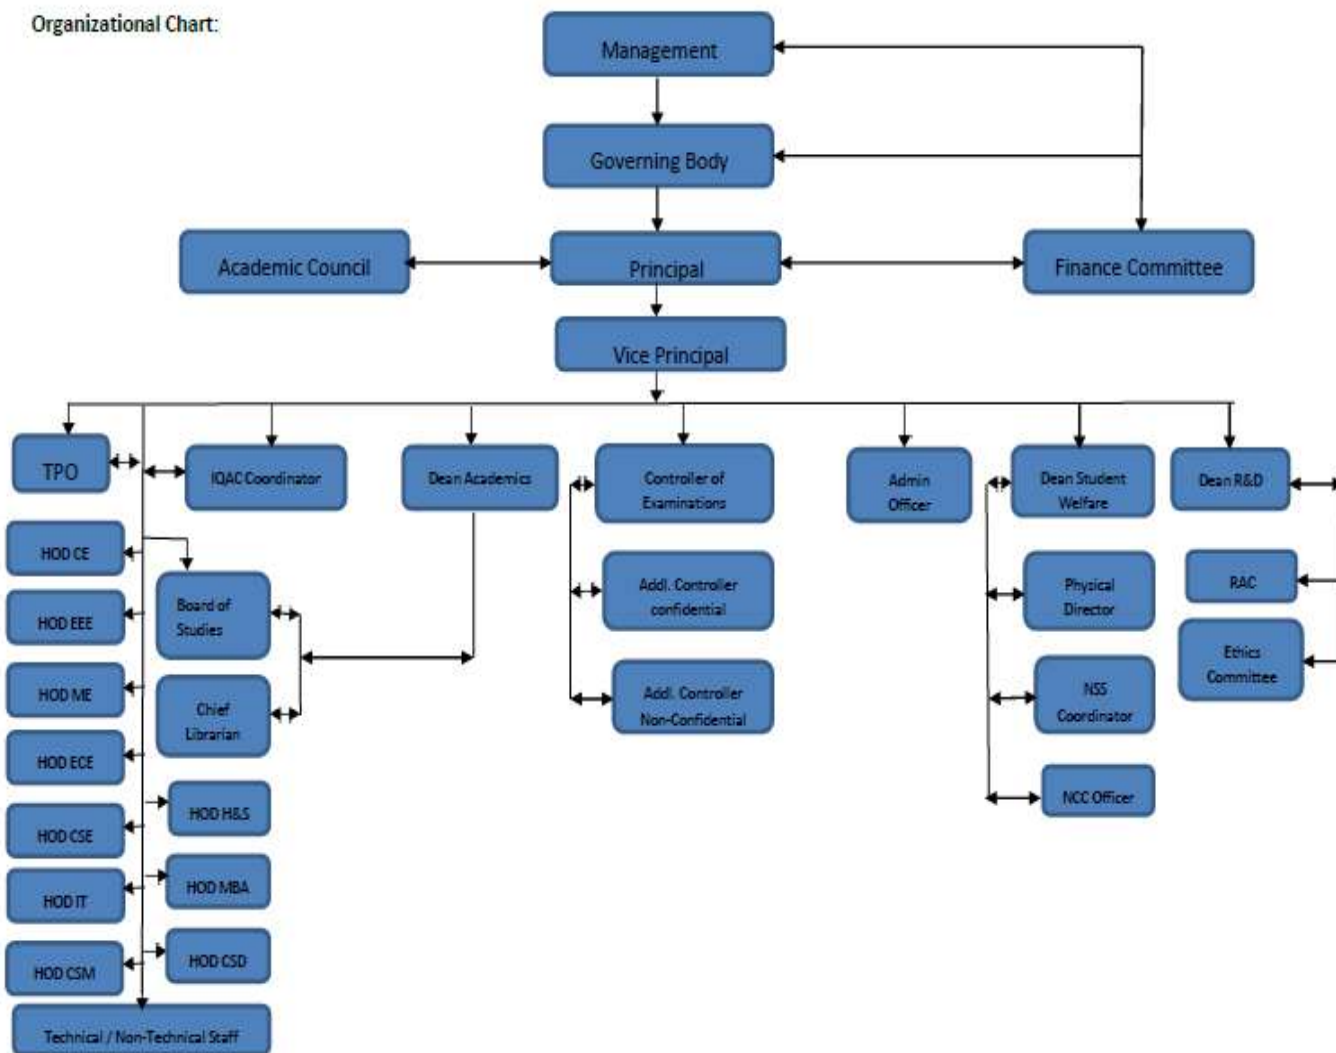 Organizational Chart:
Management
Governing Body
Academic Council
Principal
Finance Committee
Vice Principal
TPO
IQAC Coordinator
Dean Academics
Controller of
Examinations
Admin
Officer
Dean Student
Welfare
Dean R&D
HOD CE
Board of
Studies
Addl. Controller
confidential
Physical
Director
RAC
HOD EEE
Ethics
Committee
HOD ME
Chief
Librarian
Addl. Controller
Non-Confidential
NSS
Coordinator
HOD ECE
HOD H&S
NCC Officer
HOD CSE
HOD IT
HOD MBA
HOD CSM
HOD CSD
Technical / Non-Technical Staff